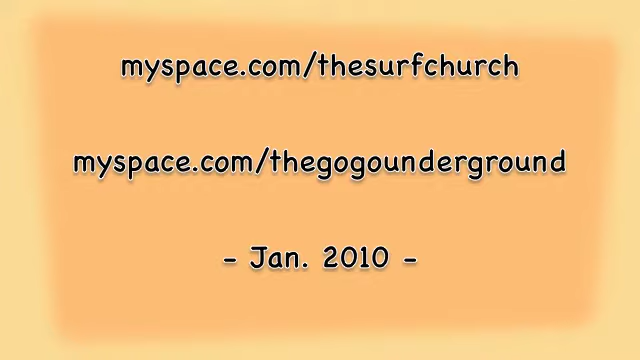 myspace.com/thesurfchurch
myspace.com/thegogounderground
- Jan. 2010 -